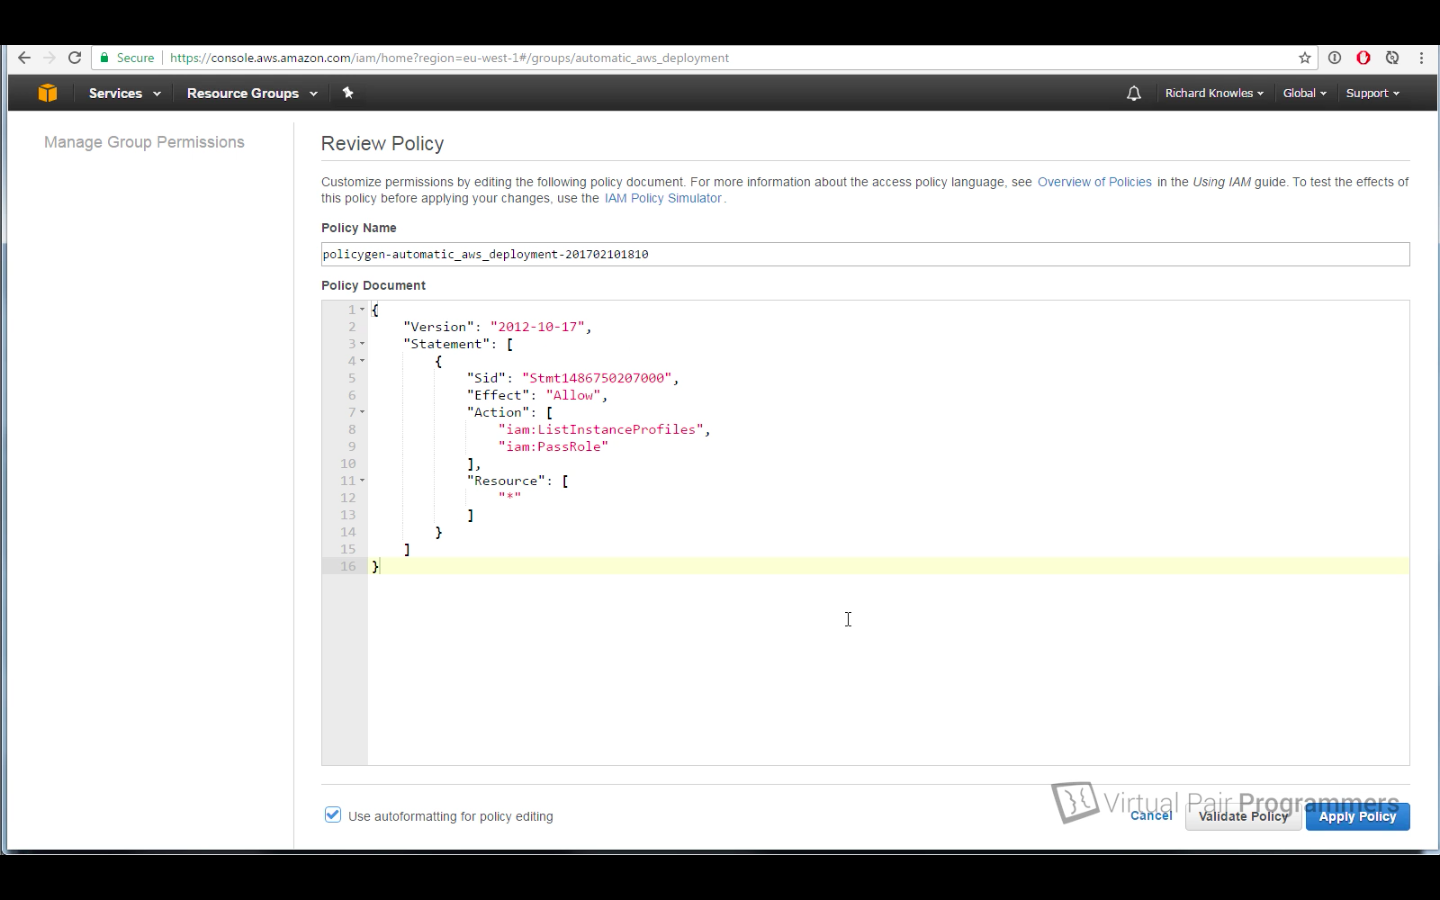 Secure https://console.aws.amazon.com/iam/home?region=eu-west-1#/groups/automatic_aws_deployment
Services Resource Groups Richard Knowles Global Support
Manage Group Permissions
Review Policy
Customize permissions by editing the following policy document. For more information about the access policy language, see Overview of Policies in the Using IAM guide. To test the effects of
this policy before applying your changes, use the IAM Policy Simulator.
Policy Name
policygen-automatic_aws_deployment-201702101810
Policy Document
1 {
2 "Version": "2012-10-17",
3 "Statement": [
4 {
5 "Sid": "Stmt1486750207000",
6 "Effect": "Allow",
7 "Action": [
8 "iam:ListInstanceProfiles",
9 "iam:PassRole"
10 ],
11 "Resource": [
12 "*"
13 ]
14 }
15 ]
16 }
Virtual Pair Programmers
Use autoformatting for policy editing Cancel Validate Policy Apply Policy